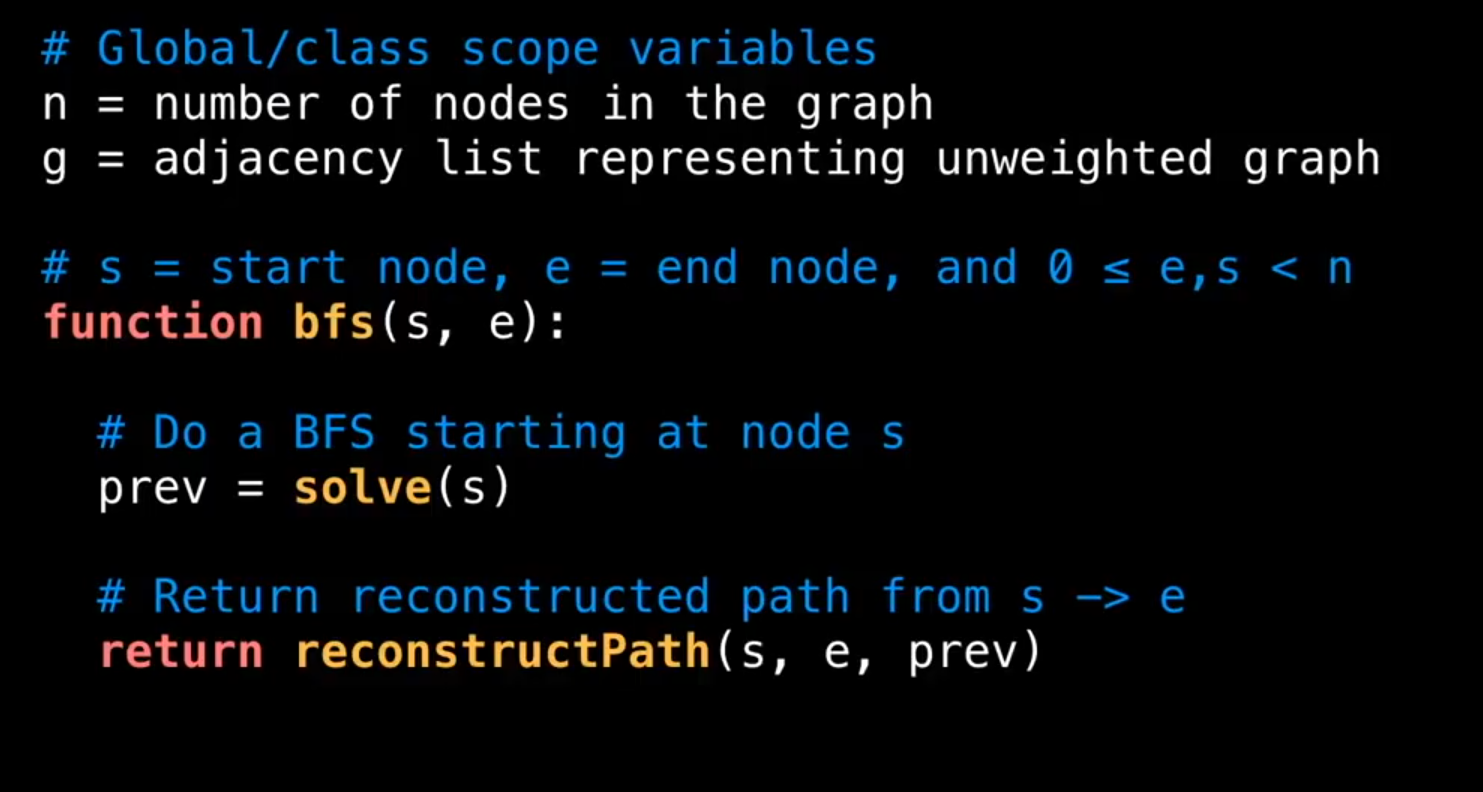 # Global/class scope variables
n = number of nodes in the graph
g = adjacency list representing unweighted graph
# s = start node, e = end node, and 0 ≤ e,s < n
function bfs(s, e):
# Do a BFS starting at node s
prev = solve(s)
# Return reconstructed path from s -> e
return reconstructPath(s, e, prev)